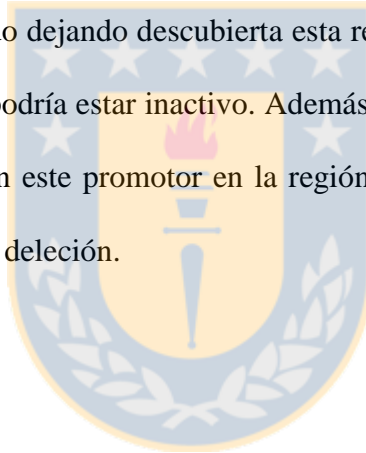 o dejando descubierta esta re
podría estar inactivo. Además
n este promotor en la región
deleción.